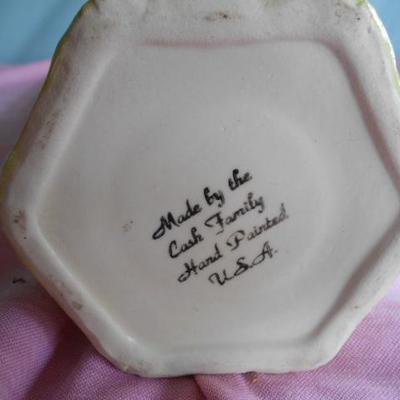 Made by the
Cash Family
Hand Painted
U.S.A.